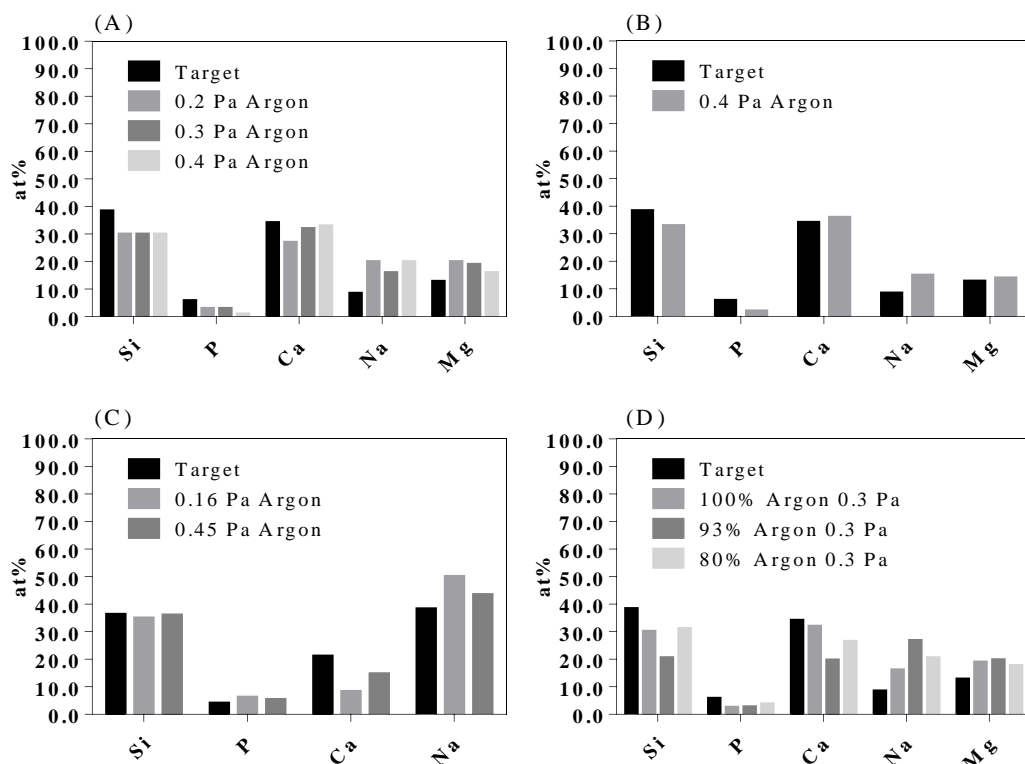 (A)
100.0
90.0
80.0
70.0
60.0
50.0
40.0
30.0
20.0
10.0
0.0
at%
Target
0.2 Pa Argon
0.3 Pa Argon
0.4 Pa Argon
Si P Ca Na Mg
(B)
100.0
90.0
80.0
70.0
60.0
50.0
40.0
30.0
20.0
10.0
0.0
at%
Target
0.4 Pa Argon
Si P Ca Na Mg
(C)
100.0
90.0
80.0
70.0
60.0
50.0
40.0
30.0
20.0
10.0
0.0
at%
Target
0.16 Pa Argon
0.45 Pa Argon
Si P Ca Na
(D)
100.0
90.0
80.0
70.0
60.0
50.0
40.0
30.0
20.0
10.0
0.0
at%
Target
100% Argon 0.3 Pa
93% Argon 0.3 Pa
80% Argon 0.3 Pa
Si P Ca Na Mg